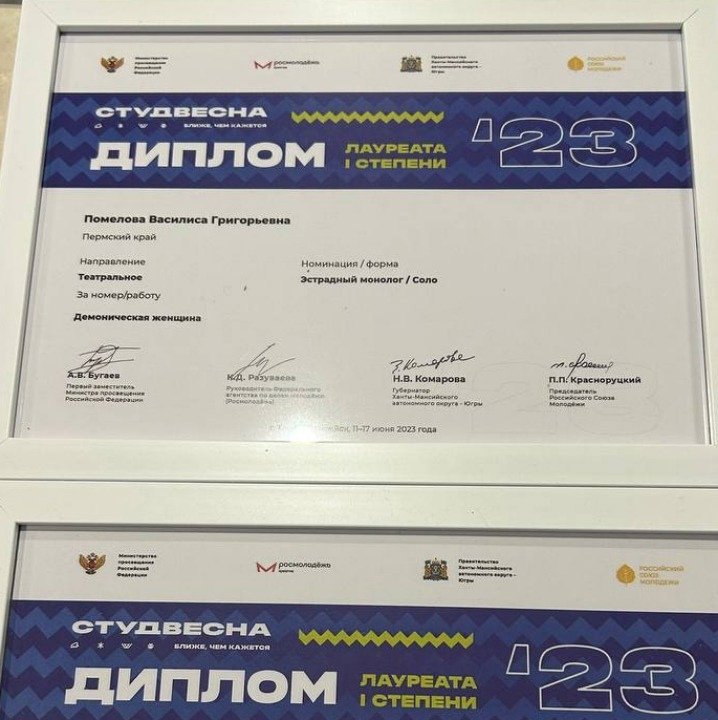 Министерство
просвещения
Российской
Федерации
росмолодёжь
Правительство
Ханты-Мансийского
автономного округа –
Югры
РОССИЙСКИЙ
СОЮЗ
МОЛОДЕЖИ
СТУДВЕСНА
БЛИЖЕ, ЧЕМ КАЖЕТСЯ
ДИПЛОМ
ЛАУРЕАТА
I СТЕПЕНИ
'23
Помелова Василиса Григорьевна
Пермский край
Направление
Театральное
Номинация / форма
Эстрадный монолог / Соло
За номер/работу
Демоническая женщина
А.В. Бугаев
Первый заместитель
Министра просвещения
Российской Федерации
К.Д. Разуваева
Руководитель Федерального
агентства по делам молодёжи
(Росмолодёжь)
Н.В. Комарова
Губернатор
Ханты-Мансийского
автономного округа – Югры
П.П. Красноруцкий
Председатель
Российского Союза
Молодёжи
11–17 июня 2023 года
Министерство
просвещения
Российской
Федерации
росмолодёжь
Правительство
Ханты-Мансийского
автономного округа –
Югры
РОССИЙСКИЙ
СОЮЗ
МОЛОДЕЖИ
СТУДВЕСНА
БЛИЖЕ, ЧЕМ КАЖЕТСЯ
ДИПЛОМ
ЛАУРЕАТА
I СТЕПЕНИ
'23